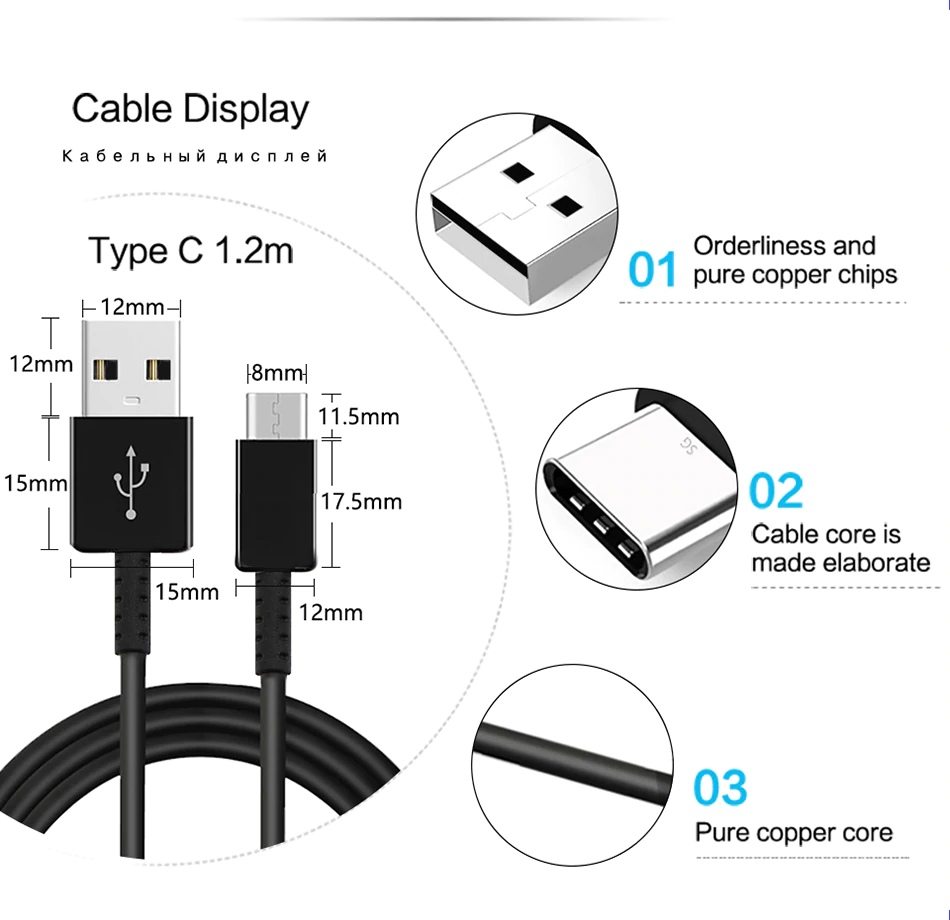 Cable Display
Кабельный дисплей
Type C 1.2m
12mm
12mm
8mm
11.5mm
15mm
17.5mm
15mm
12mm
01
Orderliness and
pure copper chips
SG
02
Cable core is
made elaborate
03
Pure copper core